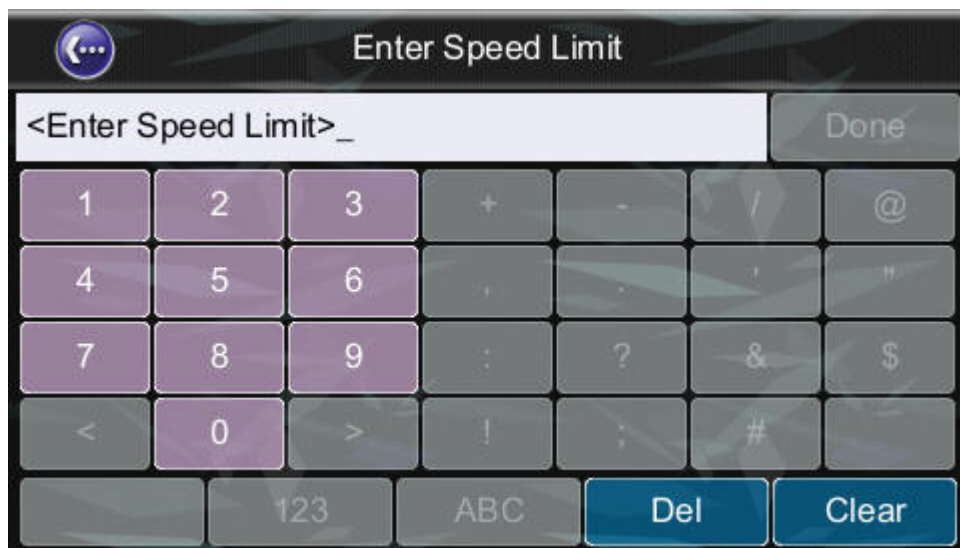 Enter Speed Limit
<Enter Speed Limit>_ Done
1 2 3 + - / @
4 5 6 , . ' "
7 8 9 : ? & $
< 0 > ! ; #
123 ABC Del Clear